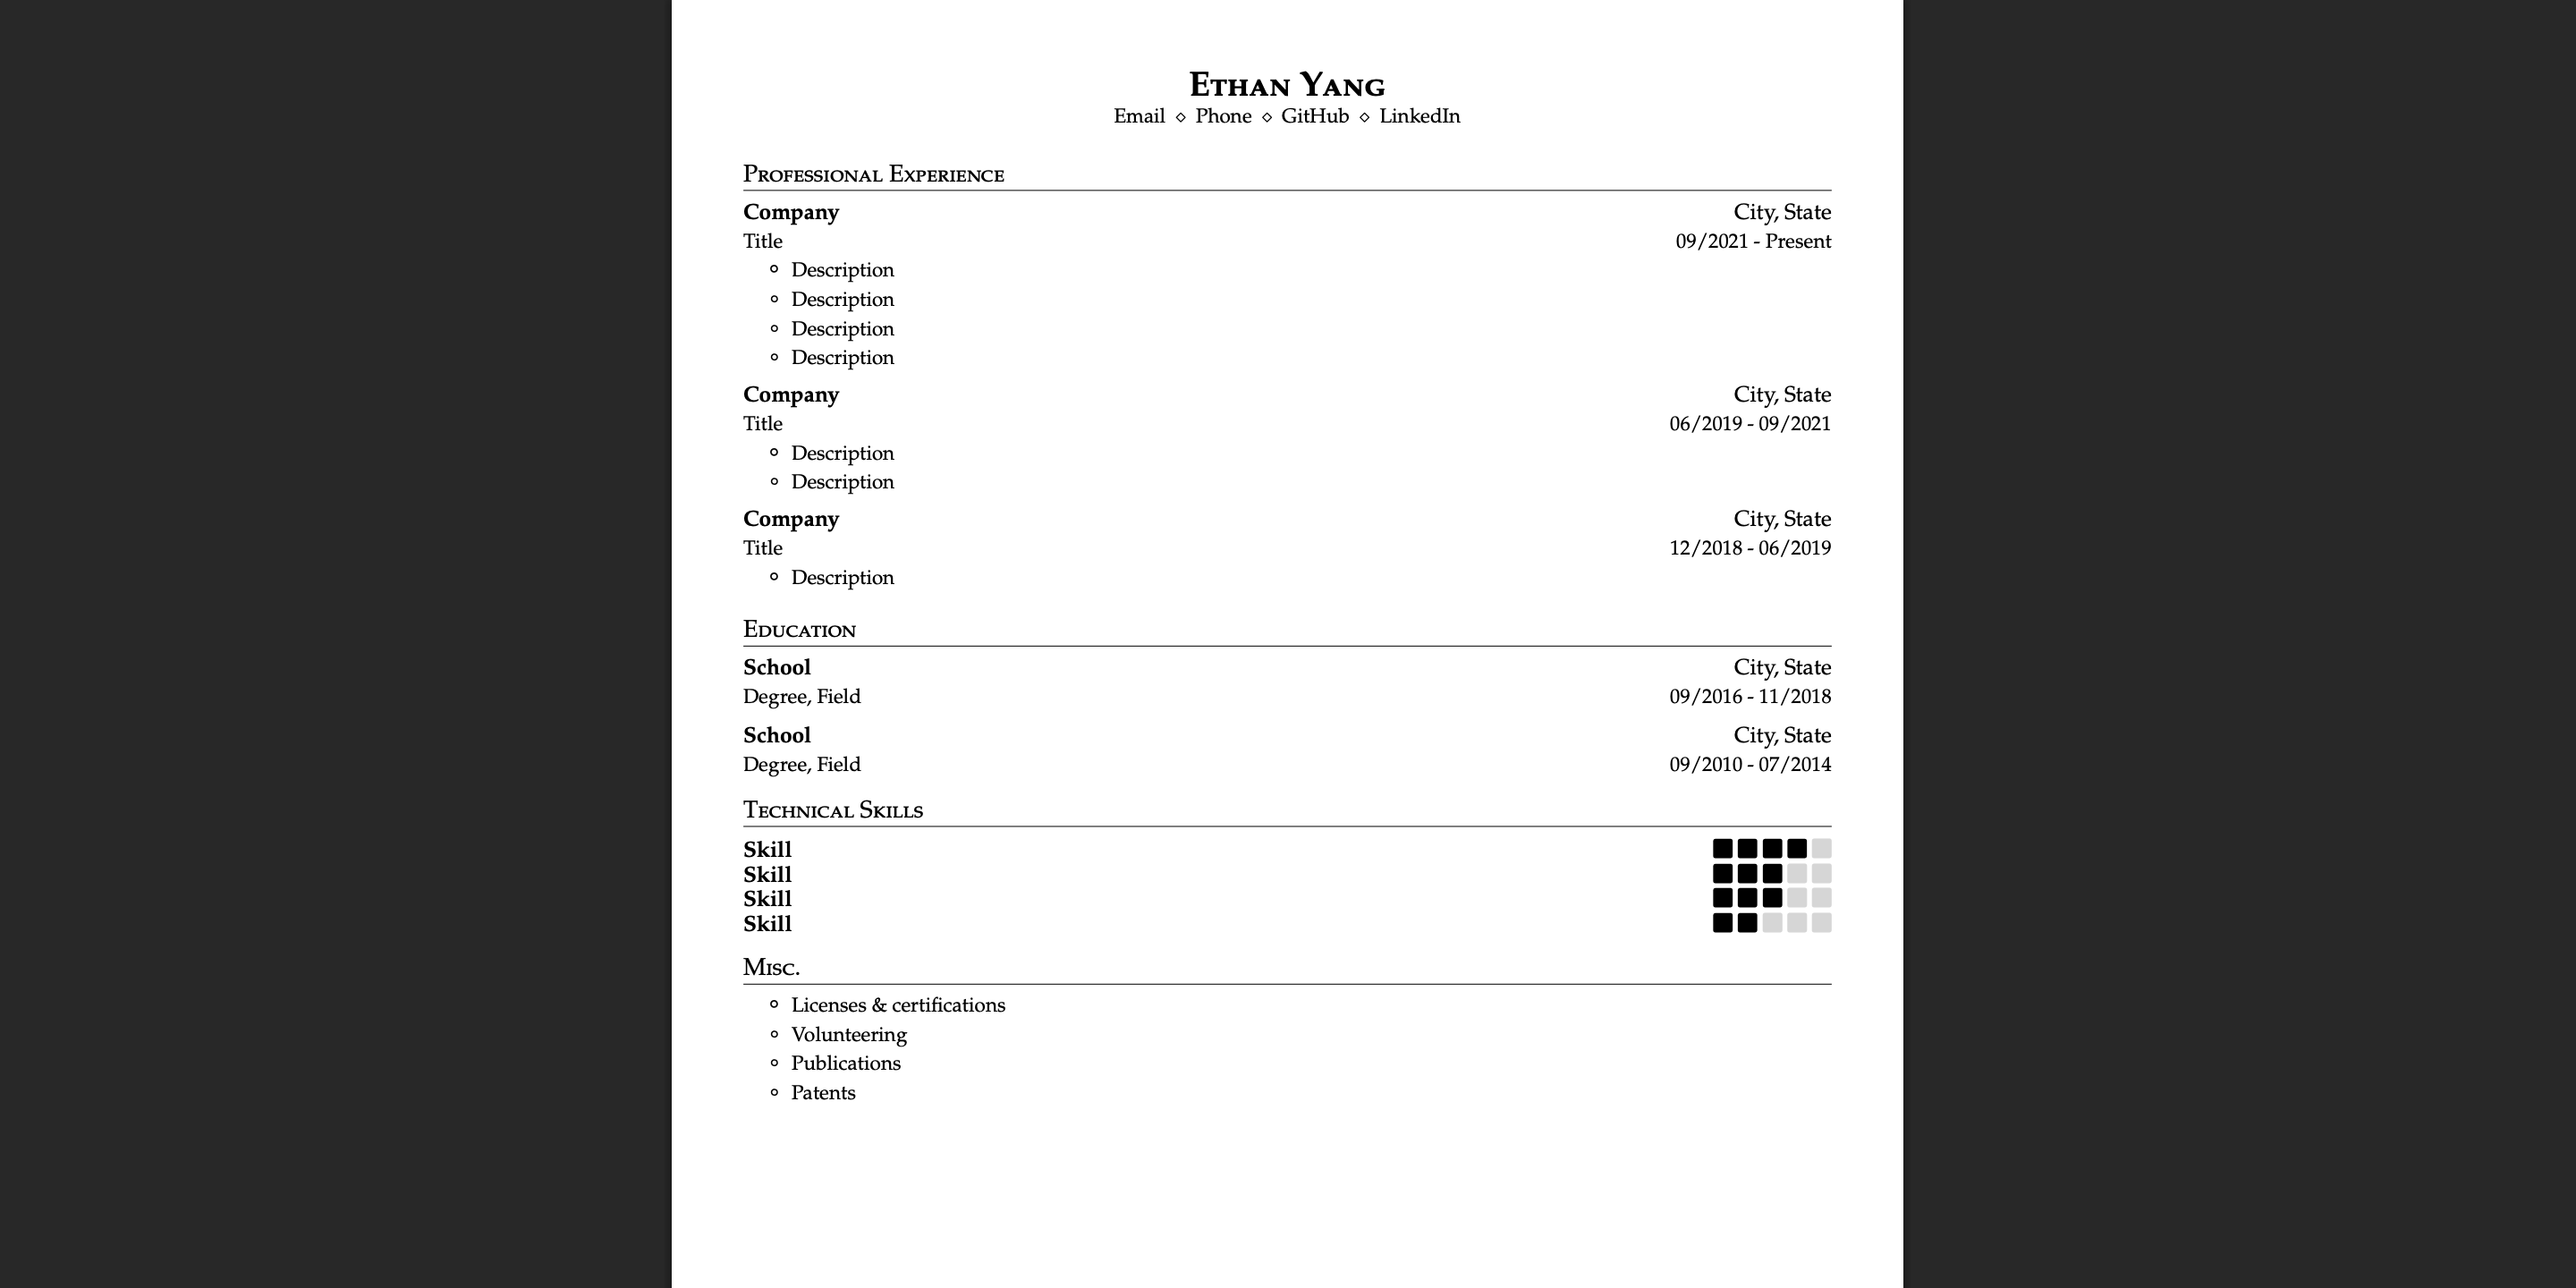 Ethan Yang
Email ⋄ Phone ⋄ GitHub ⋄ LinkedIn
Professional Experience
Company City, State
Title 09/2021 - Present
◦ Description
◦ Description
◦ Description
◦ Description
Company City, State
Title 06/2019 - 09/2021
◦ Description
◦ Description
Company City, State
Title 12/2018 - 06/2019
◦ Description
Education
School City, State
Degree, Field 09/2016 - 11/2018
School City, State
Degree, Field 09/2010 - 07/2014
Technical Skills
Skill
Skill
Skill
Skill
Misc.
◦ Licenses & certifications
◦ Volunteering
◦ Publications
◦ Patents